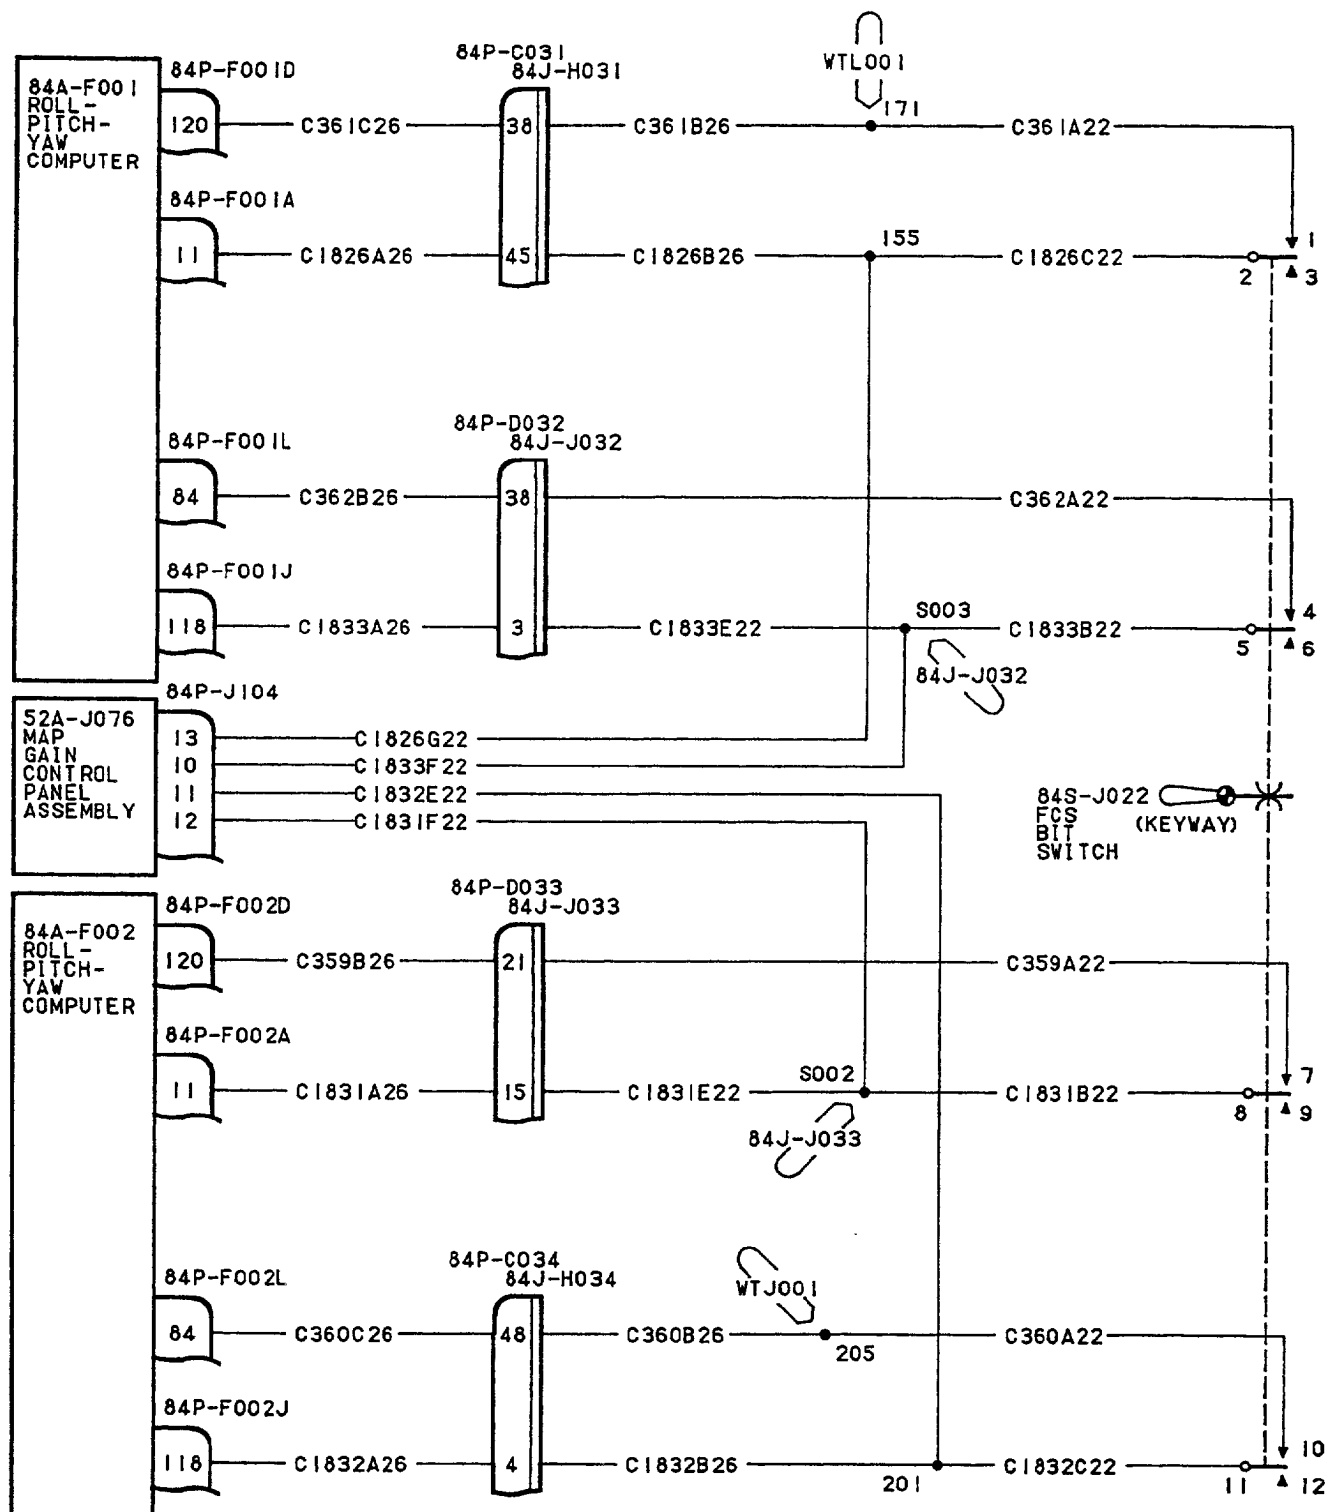 84P-C031
84J-H031
WTL001
84P-F001D
84A-F001
ROLL-
PITCH-
YAW
COMPUTER
120
C361C26
38
C361B26
171
C361A22
84P-F001A
11
C1826A26
45
C1826B26
155
C1826C22
1
2
3
84P-D032
84J-J032
84P-F001L
84
C362B26
38
C362A22
84P-F001J
118
C1833A26
3
C1833E22
S003
C1833B22
4
5
6
84J-J032
84P-J104
52A-J076
MAP
GAIN
CONTROL
PANEL
ASSEMBLY
13
C1826G22
10
C1833F22
11
C1832E22
12
C1831F22
84S-J022
FCS
BIT
SWITCH
(KEYWAY)
84P-D033
84J-J033
84P-F002D
84A-F002
ROLL-
PITCH-
YAW
COMPUTER
120
C359B26
21
C359A22
84P-F002A
11
C1831A26
15
C1831E22
S002
C1831B22
7
8
9
84J-J033
84P-C034
84J-H034
WTJ001
84P-F002L
84
C360C26
48
C360B26
205
C360A22
84P-F002J
118
C1832A26
4
C1832B26
201
C1832C22
10
11
12